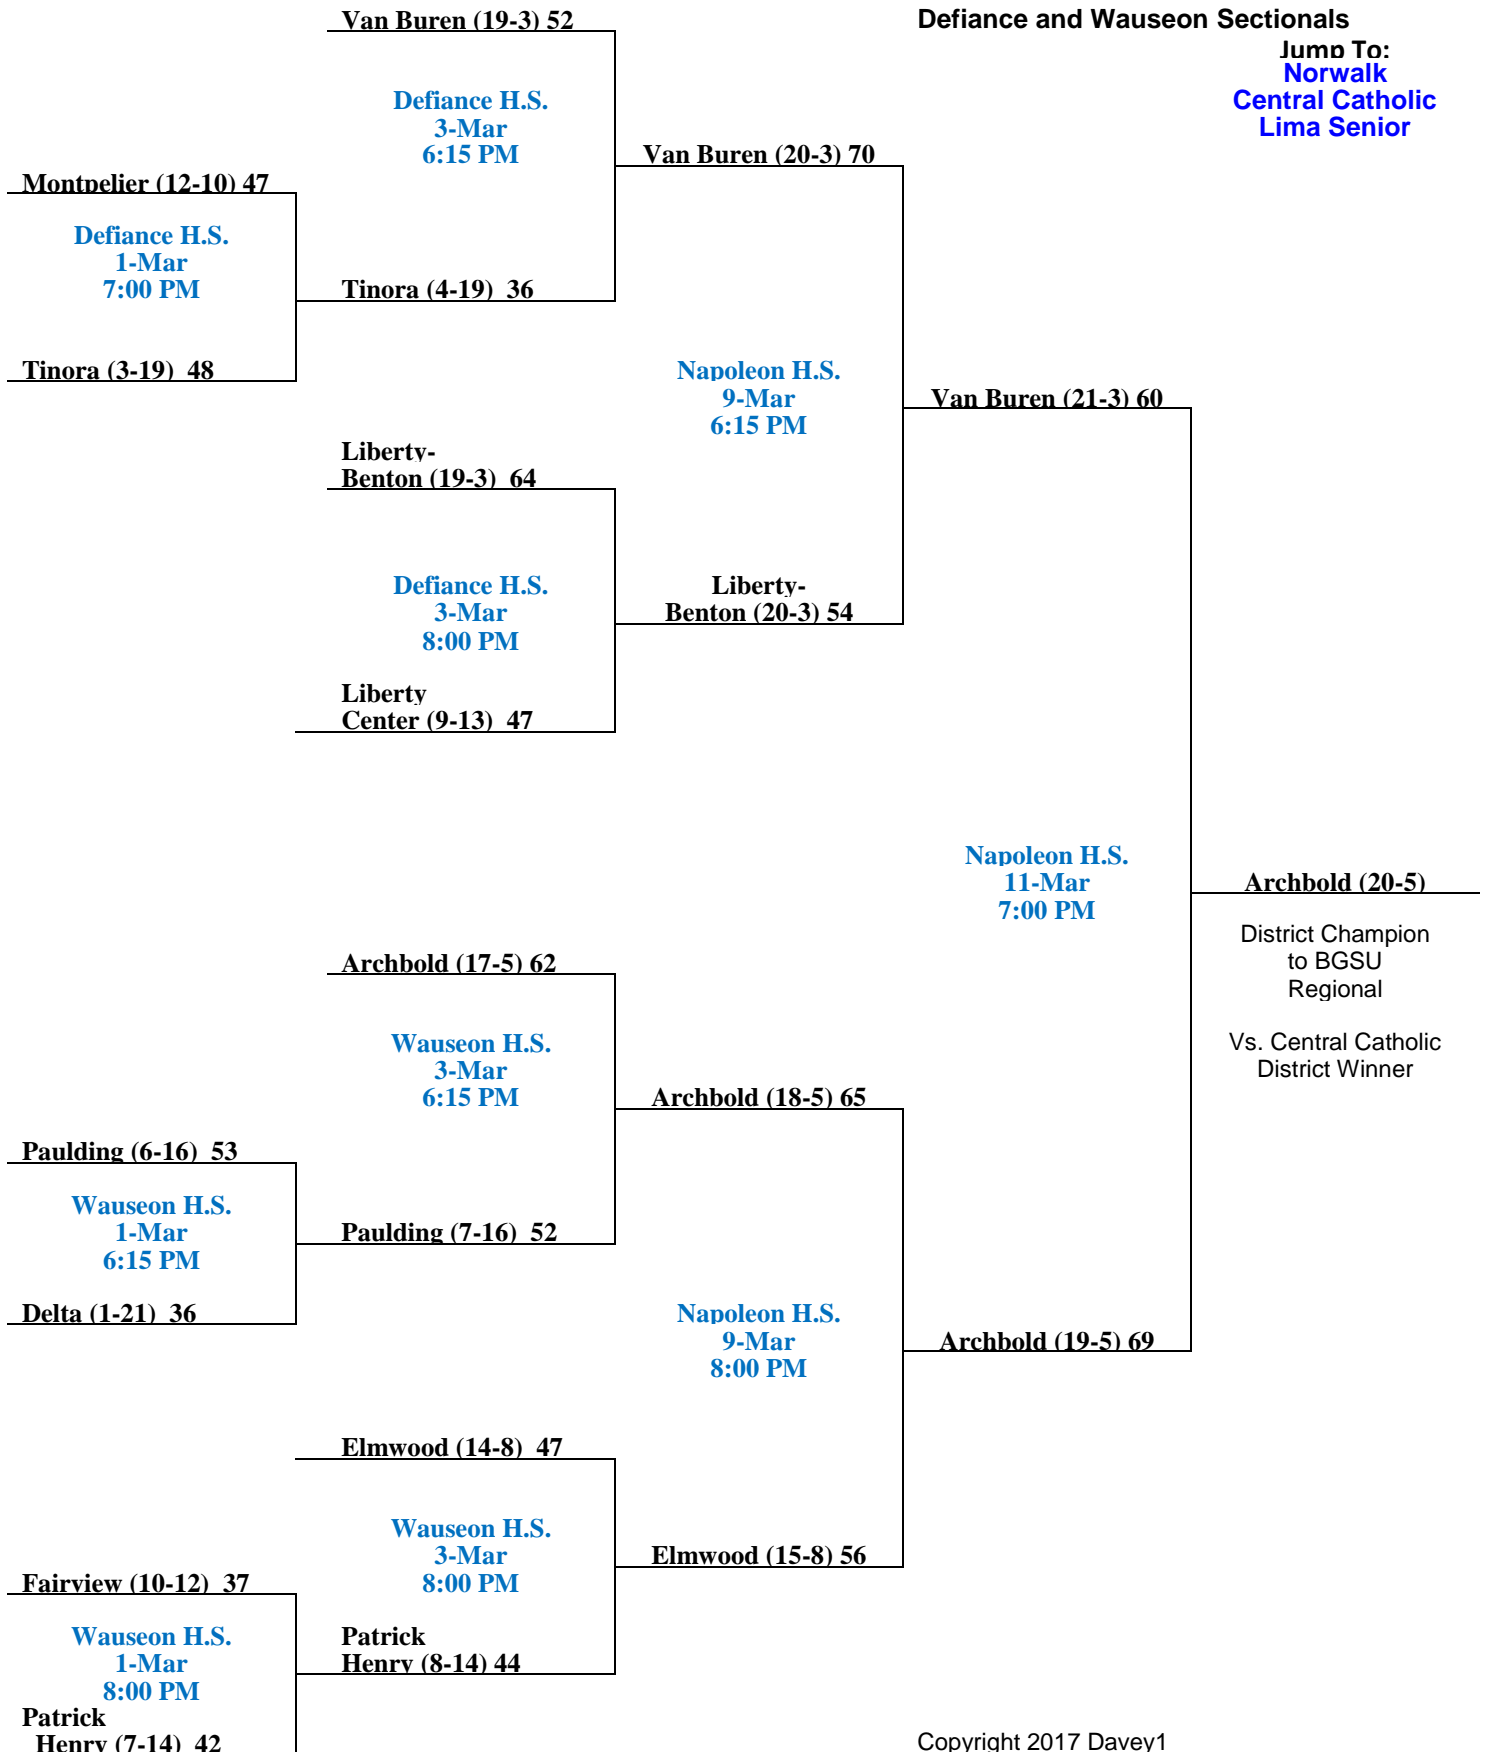 Van Buren (19-3) 52
Defiance and Wauseon Sectionals
Jump To:
Norwalk
Central Catholic
Lima Senior
Defiance H.S.
3-Mar
6:15 PM
Van Buren (20-3) 70
Montpelier (12-10) 47
Defiance H.S.
1-Mar
7:00 PM
Tinora (4-19)  36
Tinora (3-19)  48
Napoleon H.S.
9-Mar
6:15 PM
Van Buren (21-3) 60
Liberty-
Benton (19-3)  64
Defiance H.S.
3-Mar
8:00 PM
Liberty-
Benton (20-3) 54
Liberty
Center (9-13)  47
Napoleon H.S.
11-Mar
7:00 PM
Archbold (20-5)
District Champion
to BGSU
Regional
Vs. Central Catholic
District Winner
Archbold (17-5) 62
Wauseon H.S.
3-Mar
6:15 PM
Archbold (18-5) 65
Paulding (6-16)  53
Wauseon H.S.
1-Mar
6:15 PM
Paulding (7-16)  52
Delta (1-21)  36
Napoleon H.S.
9-Mar
8:00 PM
Archbold (19-5) 69
Elmwood (14-8)  47
Wauseon H.S.
3-Mar
8:00 PM
Elmwood (15-8) 56
Fairview (10-12)  37
Wauseon H.S.
1-Mar
8:00 PM
Patrick
Henry (8-14) 44
Patrick
Henry (7-14)  42
Copyright 2017 Davey1